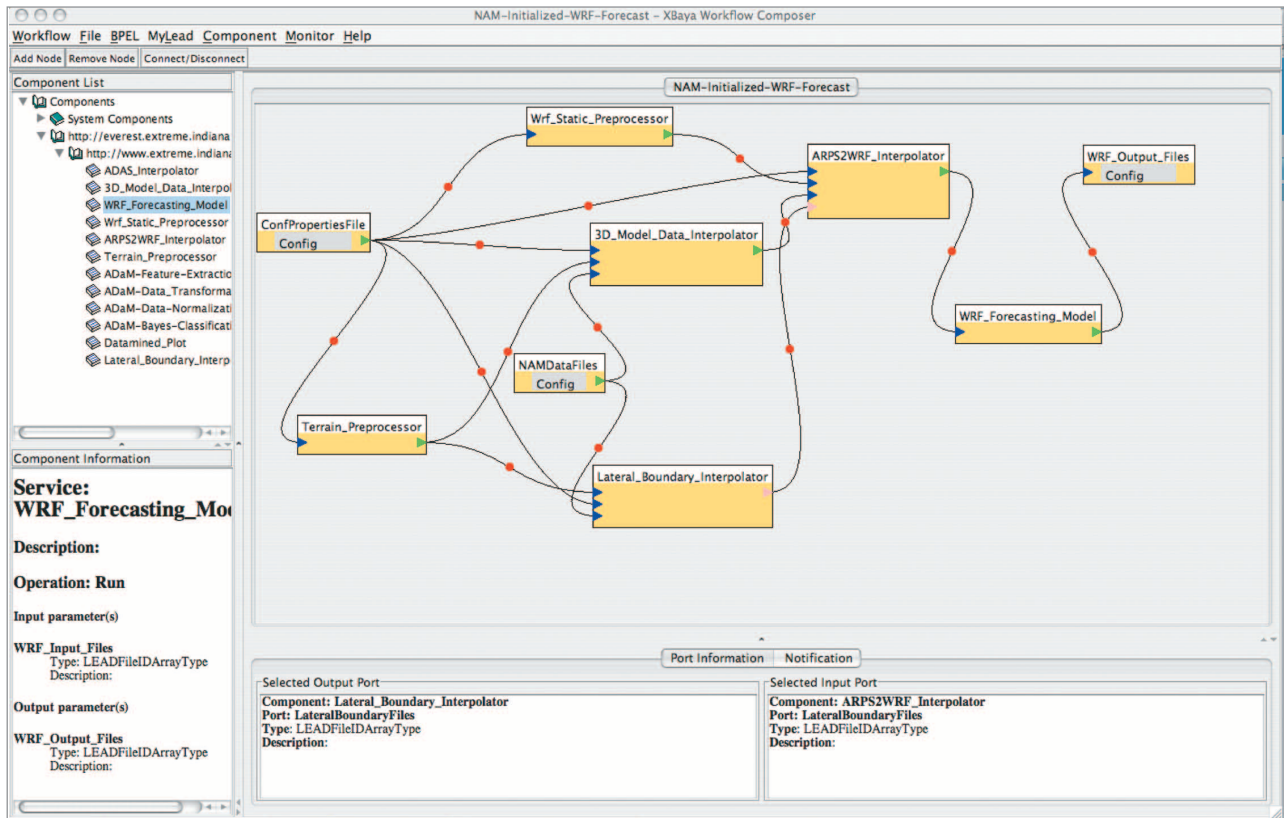 NAM-Initialized-WRF-Forecast – XBaya Workflow Composer
Workflow File BPEL MyLead Component Monitor Help
Add Node Remove Node Connect/Disconnect
Component List
Components
System Components
http://everest.extreme.indiana
http://www.extreme.indiana
ADAS_Interpolator
3D_Model_Data_Interpol
WRF_Forecasting_Model
Wrf_Static_Preprocessor
ARPS2WRF_Interpolator
Terrain_Preprocessor
ADaM-Feature-Extractio
ADaM-Data_Transforma
ADaM-Data-Normalizati
ADaM-Bayes-Classificati
Datamined_Plot
Lateral_Boundary_Interp
Component Information
Service:
WRF_Forecasting_Mo
Description:
Operation: Run
Input parameter(s)
WRF_Input_Files
Type: LEADFileIDArrayType
Description:
Output parameter(s)
WRF_Output_Files
Type: LEADFileIDArrayType
Description:
NAM-Initialized-WRF-Forecast
Wrf_Static_Preprocessor
ARPS2WRF_Interpolator
WRF_Output_Files
Config
ConfPropertiesFile
Config
3D_Model_Data_Interpolator
WRF_Forecasting_Model
NAMDataFiles
Config
Terrain_Preprocessor
Lateral_Boundary_Interpolator
Port Information Notification
Selected Output Port
Component: Lateral_Boundary_Interpolator
Port: LateralBoundaryFiles
Type: LEADFileIDArrayType
Description:
Selected Input Port
Component: ARPS2WRF_Interpolator
Port: LateralBoundaryFiles
Type: LEADFileIDArrayType
Description: